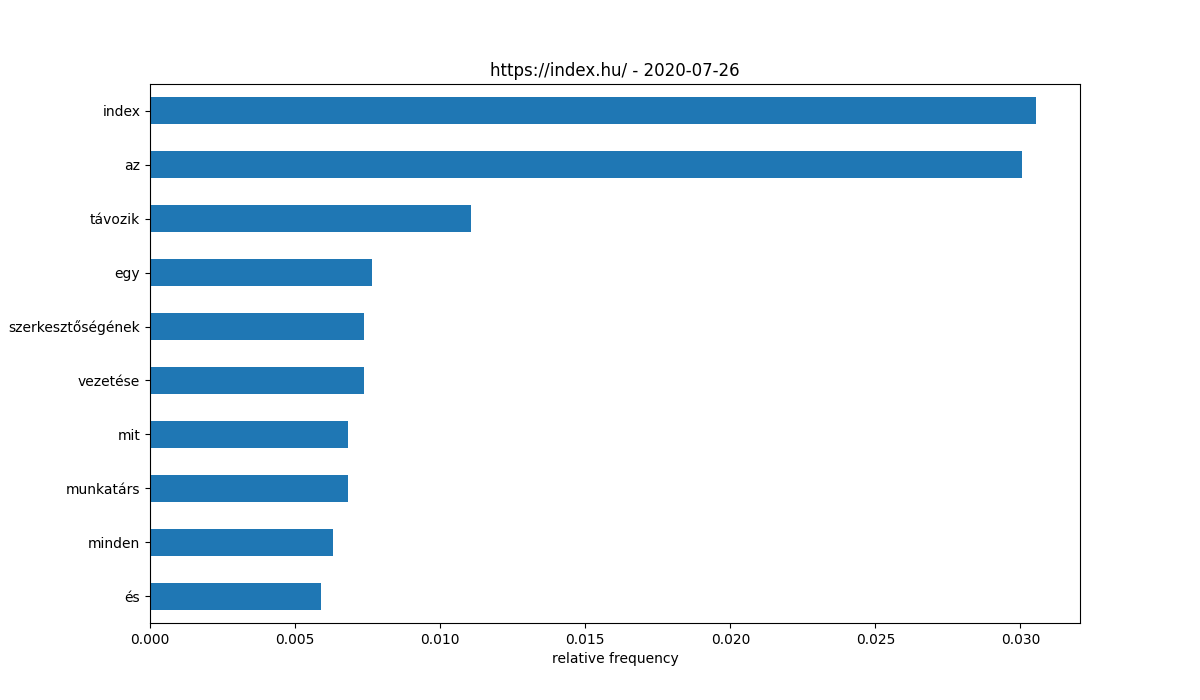 https://index.hu/ - 2020-07-26
index
az
távozik
egy
szerkesztőségének
vezetése
mit
munkatárs
minden
és
0.000 0.005 0.010 0.015 0.020 0.025 0.030
relative frequency